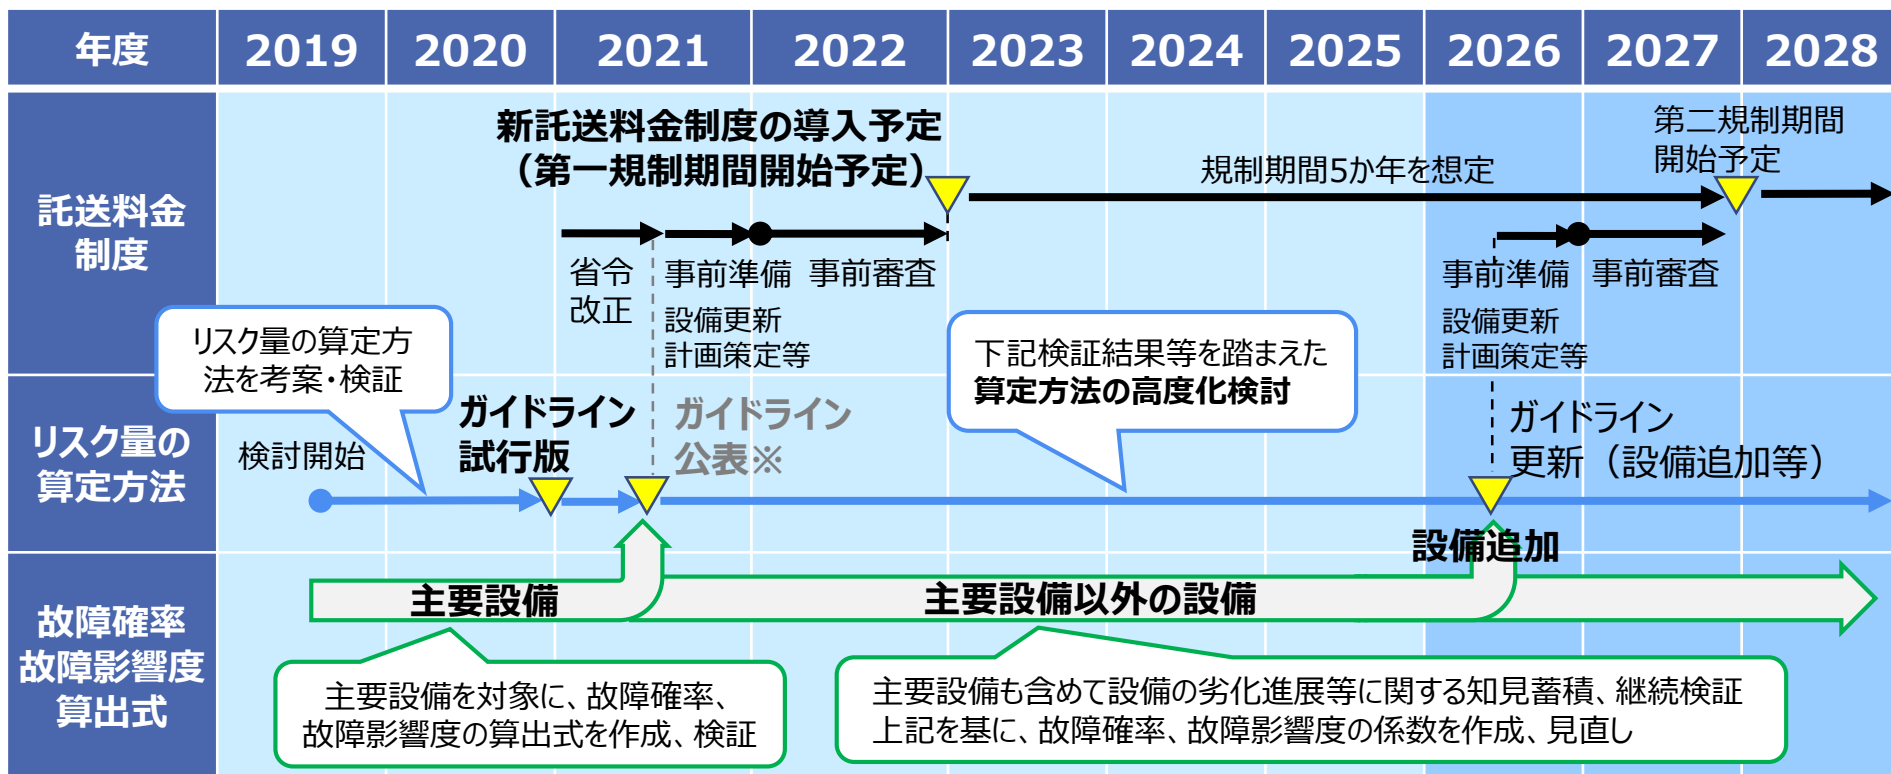 年度
2019
2020
2021
2022
2023
2024
2025
2026
2027
2028
託送料金
制度
新託送料金制度の導入予定
（第一規制期間開始予定）
規制期間5か年を想定
第二規制期間
開始予定
省令
改正
事前準備
設備更新
計画策定等
事前審査
事前準備
設備更新
計画策定等
事前審査
リスク量の
算定方法
リスク量の算定方
法を考案・検証
検討開始
ガイドライン
試行版
ガイドライン
公表※
下記検証結果等を踏まえた
算定方法の高度化検討
ガイドライン
更新（設備追加等）
故障確率
故障影響度
算出式
主要設備
主要設備以外の設備
設備追加
主要設備を対象に、故障確率、
故障影響度の算出式を作成、検証
主要設備も含めて設備の劣化進展等に関する知見蓄積、継続検証
上記を基に、故障確率、故障影響度の係数を作成、見直し